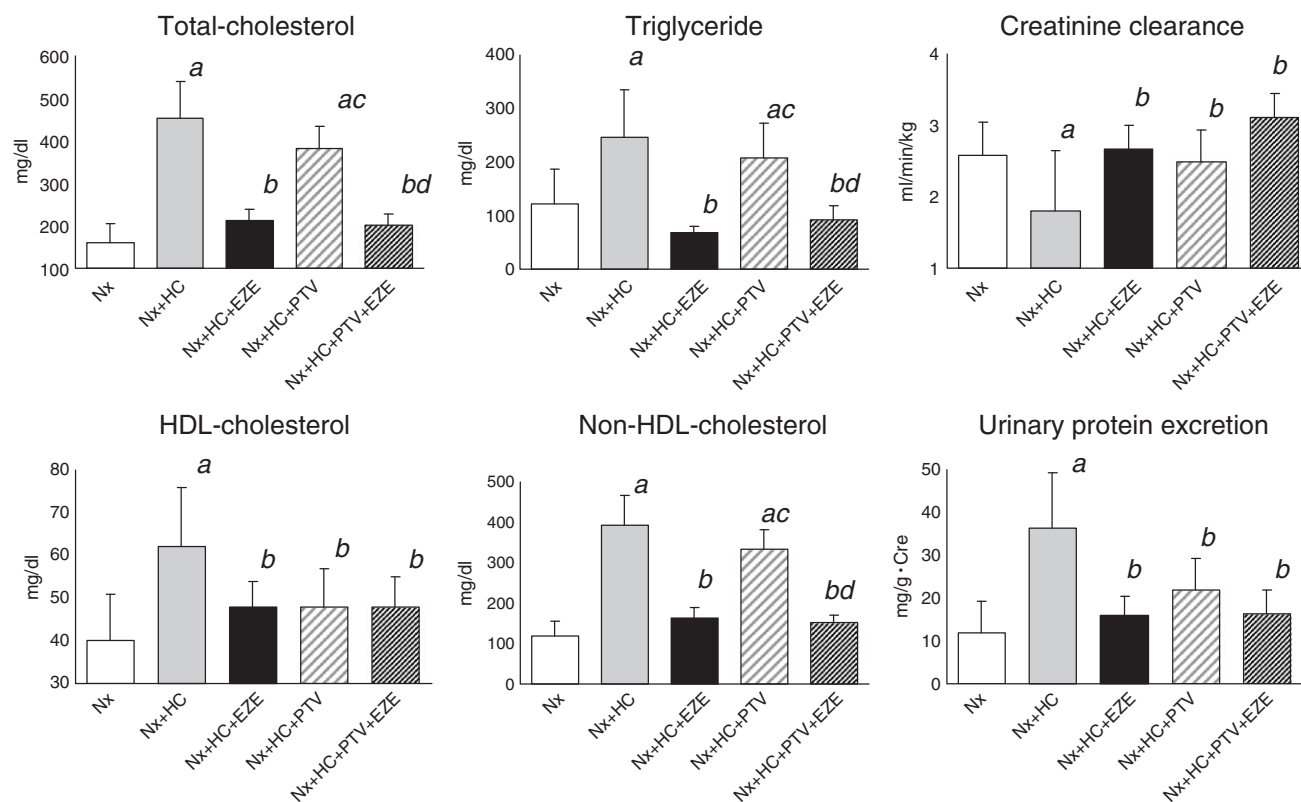 Total-cholesterol
600
500
400
300
200
100
mg/dl
a
b
ac
bd
Nx
Nx+HC
Nx+HC+EZE
Nx+HC+PTV
Nx+HC+PTV+EZE
Triglyceride
400
300
200
100
0
mg/dl
a
b
ac
bd
Nx
Nx+HC
Nx+HC+EZE
Nx+HC+PTV
Nx+HC+PTV+EZE
Creatinine clearance
4
3
2
1
ml/min/kg
a
b
b
b
Nx
Nx+HC
Nx+HC+EZE
Nx+HC+PTV
Nx+HC+PTV+EZE
HDL-cholesterol
80
70
60
50
40
30
mg/dl
a
b
b
b
Nx
Nx+HC
Nx+HC+EZE
Nx+HC+PTV
Nx+HC+PTV+EZE
Non-HDL-cholesterol
500
400
300
200
100
0
mg/dl
a
b
ac
bd
Nx
Nx+HC
Nx+HC+EZE
Nx+HC+PTV
Nx+HC+PTV+EZE
Urinary protein excretion
50
40
30
20
10
0
mg/g•Cre
a
b
b
b
Nx
Nx+HC
Nx+HC+EZE
Nx+HC+PTV
Nx+HC+PTV+EZE